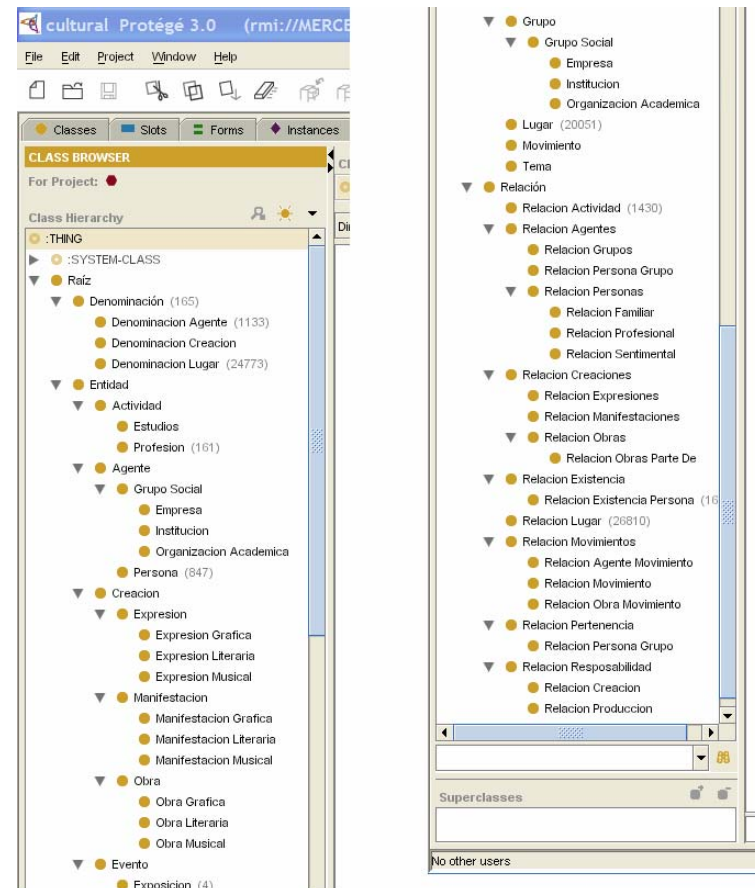 cultural Protégé 3.0 (rmi://MERCE
File Edit Project Window Help
Classes Slots Forms Instances
CLASS BROWSER
For Project:
Class Hierarchy
:THING
:SYSTEM-CLASS
Raíz
Denominación (165)
Denominacion Agente (1133)
Denominacion Creacion
Denominacion Lugar (24773)
Entidad
Actividad
Estudios
Profesion (161)
Agente
Grupo Social
Empresa
Institucion
Organizacion Academica
Persona (847)
Creacion
Expresion
Expresion Grafica
Expresion Literaria
Expresion Musical
Manifestacion
Manifestacion Grafica
Manifestacion Literaria
Manifestacion Musical
Obra
Obra Grafica
Obra Literaria
Obra Musical
Evento
Exposicion (4)
Grupo
Grupo Social
Empresa
Institucion
Organizacion Academica
Lugar (20051)
Movimiento
Tema
Relación
Relacion Actividad (1430)
Relacion Agentes
Relacion Grupos
Relacion Persona Grupo
Relacion Personas
Relacion Familiar
Relacion Profesional
Relacion Sentimental
Relacion Creaciones
Relacion Expresiones
Relacion Manifestaciones
Relacion Obras
Relacion Obras Parte De
Relacion Existencia
Relacion Existencia Persona (16
Relacion Lugar (26810)
Relacion Movimientos
Relacion Agente Movimiento
Relacion Movimiento
Relacion Obra Movimiento
Relacion Pertenencia
Relacion Persona Grupo
Relacion Resposabilidad
Relacion Creacion
Relacion Produccion
Superclasses
No other users